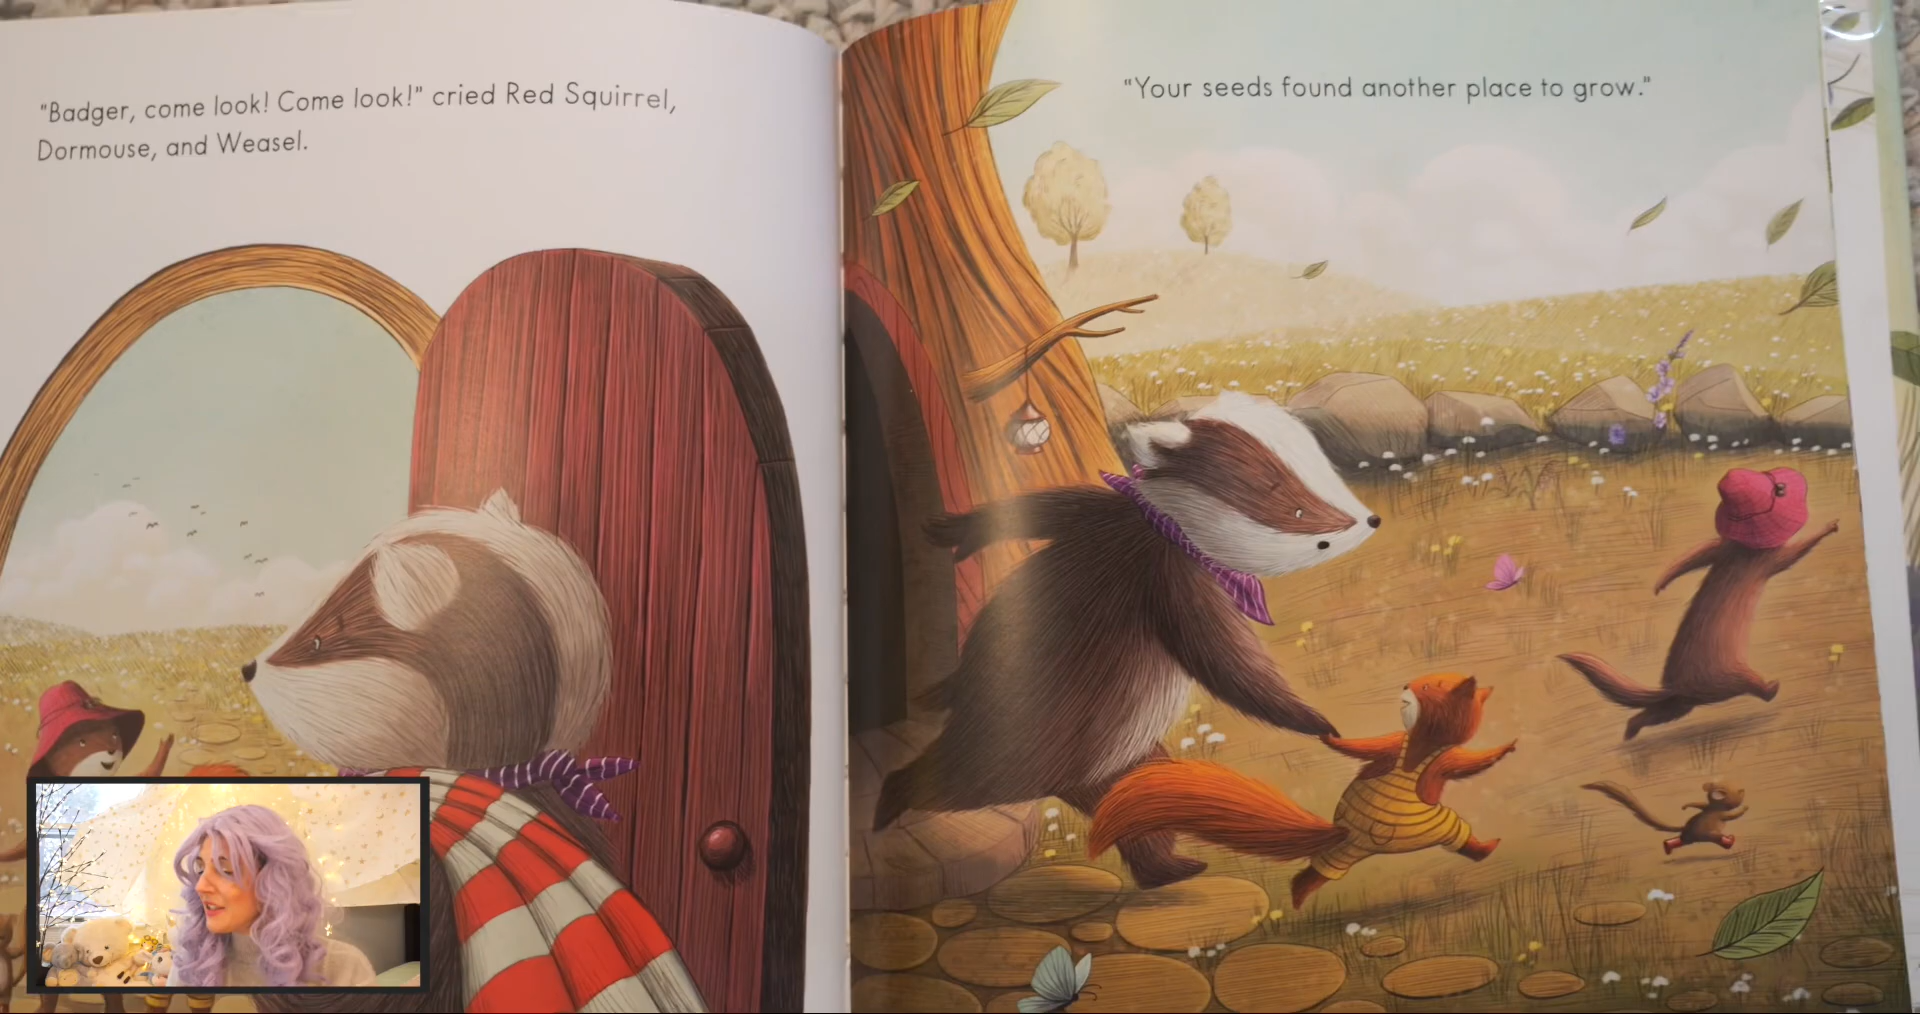 "Badger, come look! Come look!" cried Red Squirrel,
Dormouse, and Weasel.
"Your seeds found another place to grow."